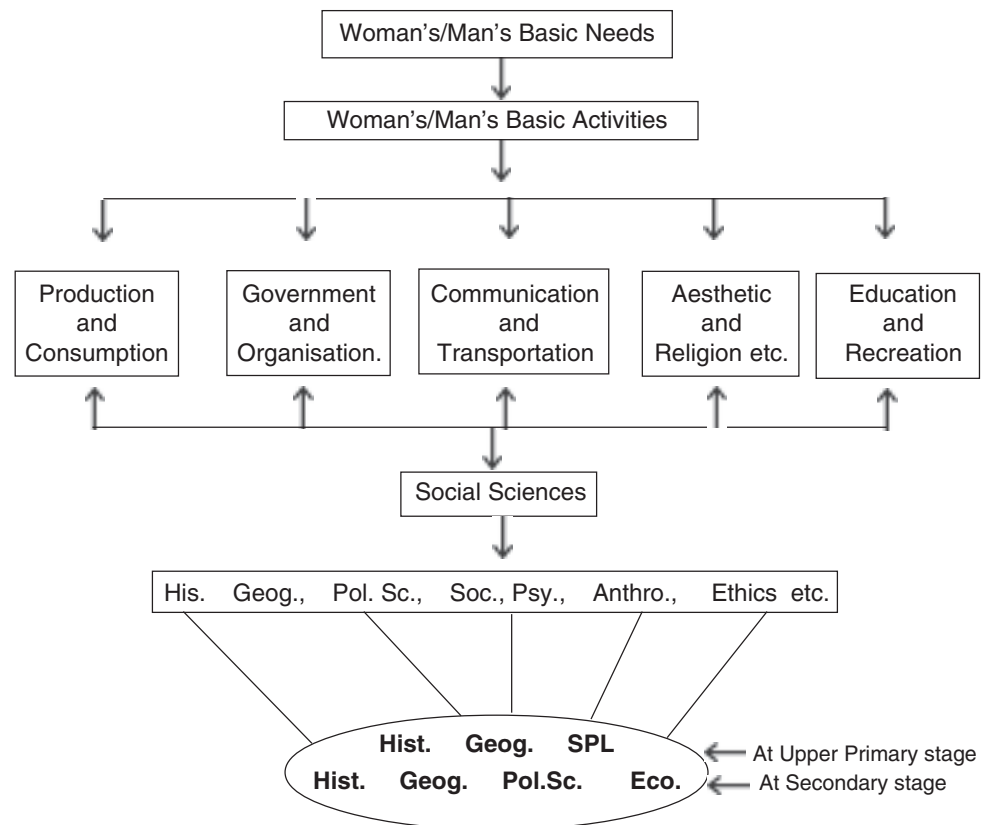 Woman's/Man's Basic Needs
Woman's/Man's Basic Activities
Production
and
Consumption
Government
and
Organisation.
Communication
and
Transportation
Aesthetic
and
Religion etc.
Education
and
Recreation
Social Sciences
His. Geog., Pol. Sc., Soc., Psy., Anthro., Ethics etc.
Hist. Geog. SPL
At Upper Primary stage
Hist. Geog. Pol.Sc. Eco.
At Secondary stage